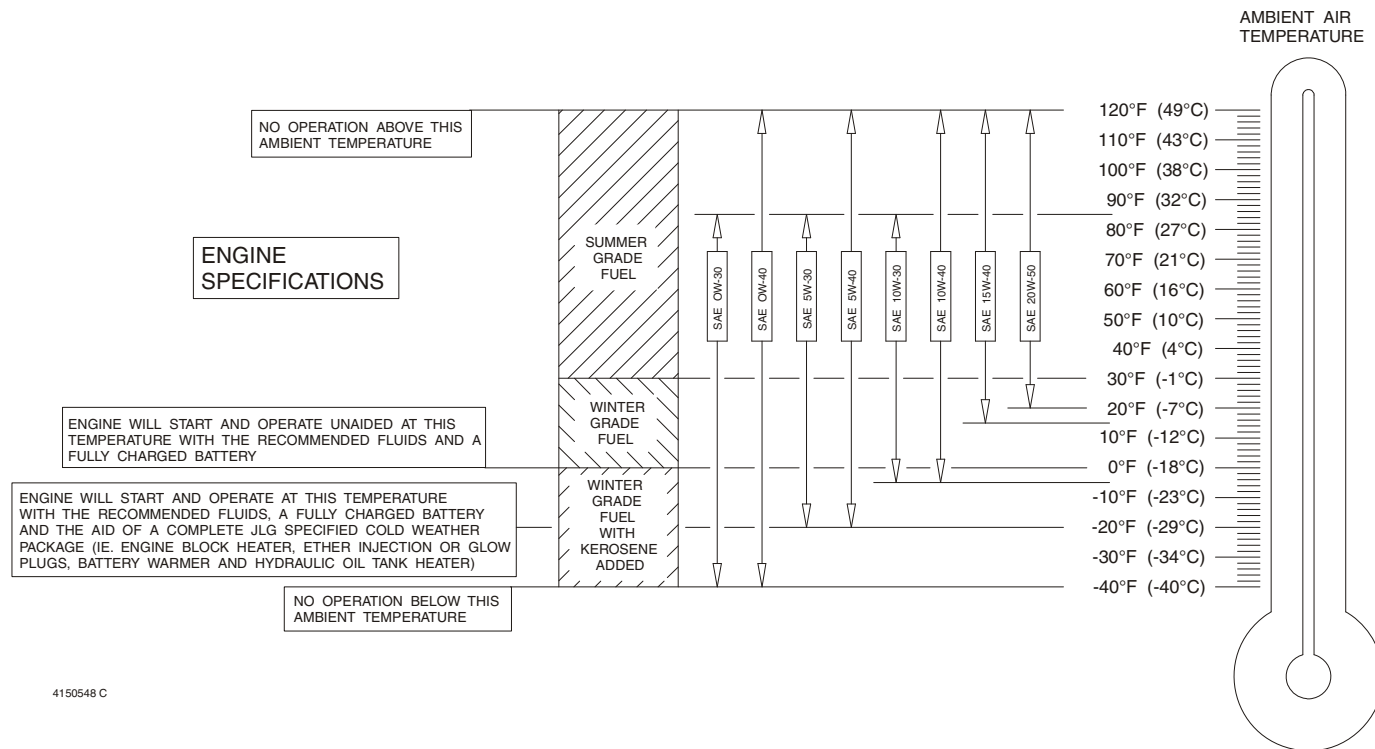 AMBIENT AIR
TEMPERATURE
120°F (49°C)
110°F (43°C)
100°F (38°C)
90°F (32°C)
80°F (27°C)
70°F (21°C)
60°F (16°C)
50°F (10°C)
40°F (4°C)
30°F (-1°C)
20°F (-7°C)
10°F (-12°C)
0°F (-18°C)
-10°F (-23°C)
-20°F (-29°C)
-30°F (-34°C)
-40°F (-40°C)
NO OPERATION ABOVE THIS
AMBIENT TEMPERATURE
ENGINE
SPECIFICATIONS
SUMMER
GRADE
FUEL
SAE 0W-30
SAE 0W-40
SAE 5W-30
SAE 5W-40
SAE 10W-30
SAE 10W-40
SAE 15W-40
SAE 20W-50
WINTER
GRADE
FUEL
ENGINE WILL START AND OPERATE UNAIDED AT THIS
TEMPERATURE WITH THE RECOMMENDED FLUIDS AND A
FULLY CHARGED BATTERY
WINTER
GRADE
FUEL
WITH
KEROSENE
ADDED
ENGINE WILL START AND OPERATE AT THIS TEMPERATURE
WITH THE RECOMMENDED FLUIDS, A FULLY CHARGED BATTERY
AND THE AID OF A COMPLETE JLG SPECIFIED COLD WEATHER
PACKAGE (IE. ENGINE BLOCK HEATER, ETHER INJECTION OR GLOW
PLUGS, BATTERY WARMER AND HYDRAULIC OIL TANK HEATER)
NO OPERATION BELOW THIS
AMBIENT TEMPERATURE
4150548 C